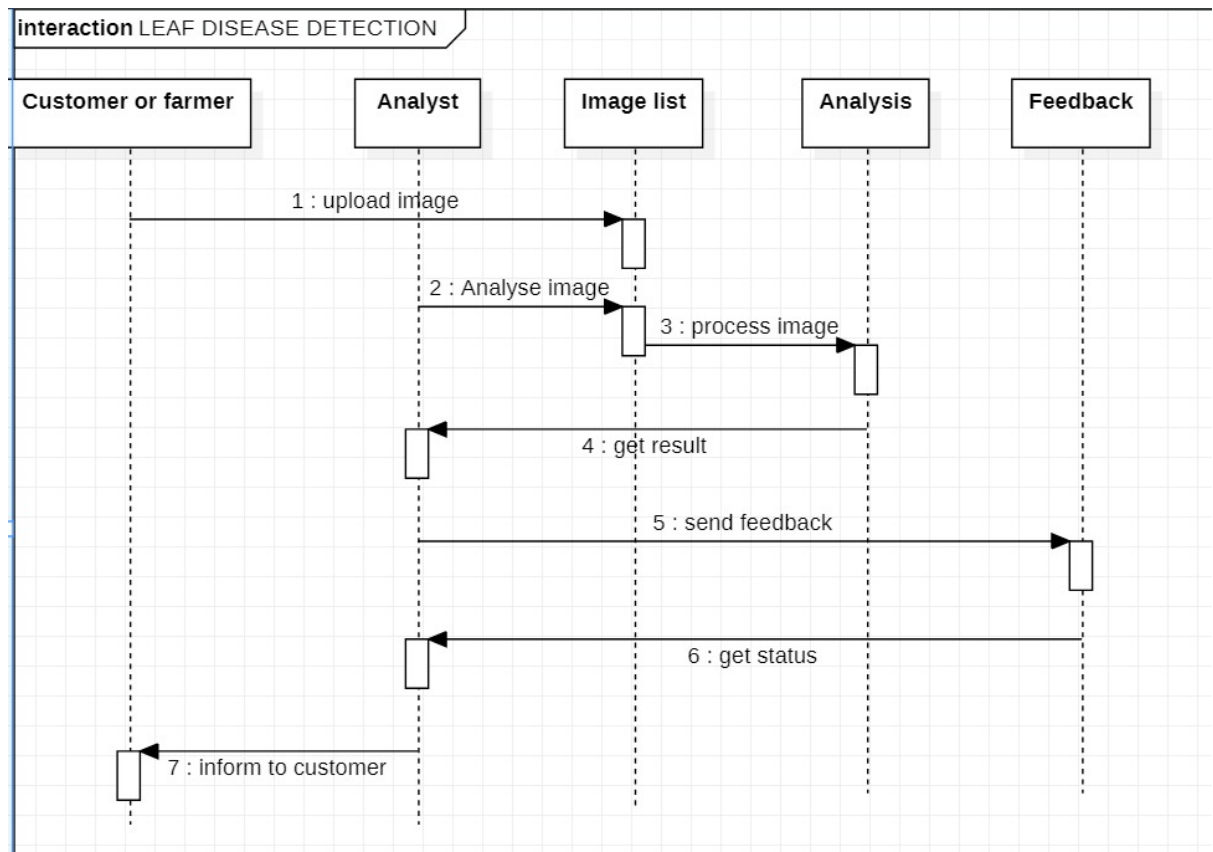 interaction LEAF DISEASE DETECTION
Customer or farmer
Analyst
Image list
Analysis
Feedback
1 : upload image
2 : Analyse image
3 : process image
4 : get result
5 : send feedback
6 : get status
7 : inform to customer